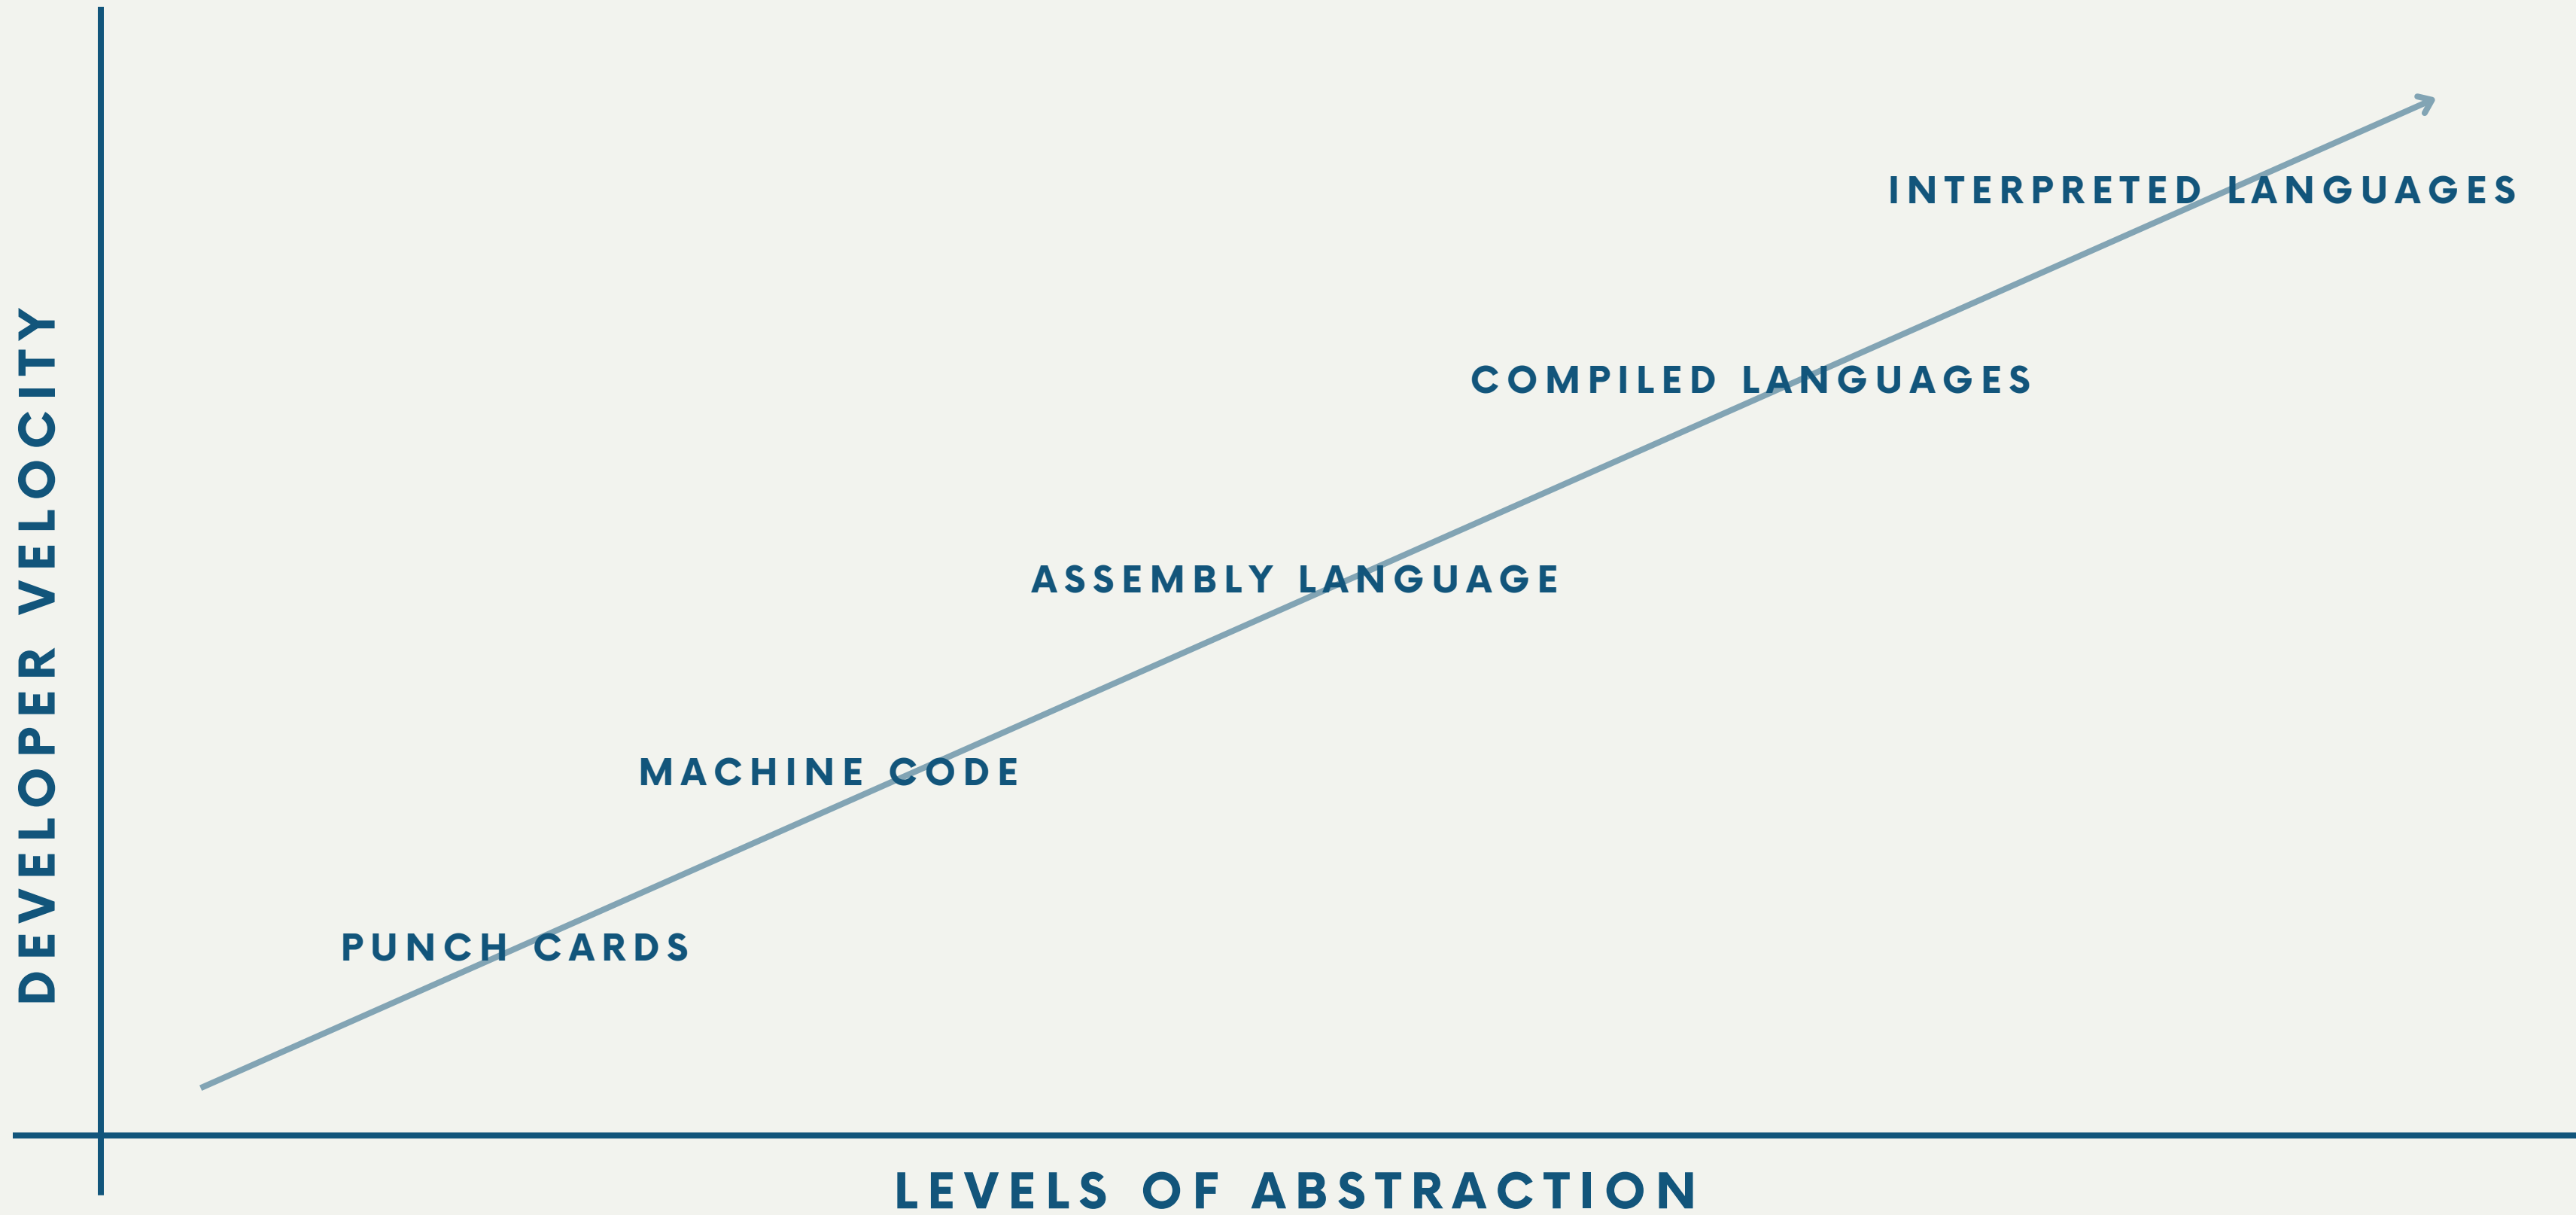 DEVELOPER VELOCITY
INTERPRETED LANGUAGES
COMPILED LANGUAGES
ASSEMBLY LANGUAGE
MACHINE CODE
PUNCH CARDS
LEVELS OF ABSTRACTION